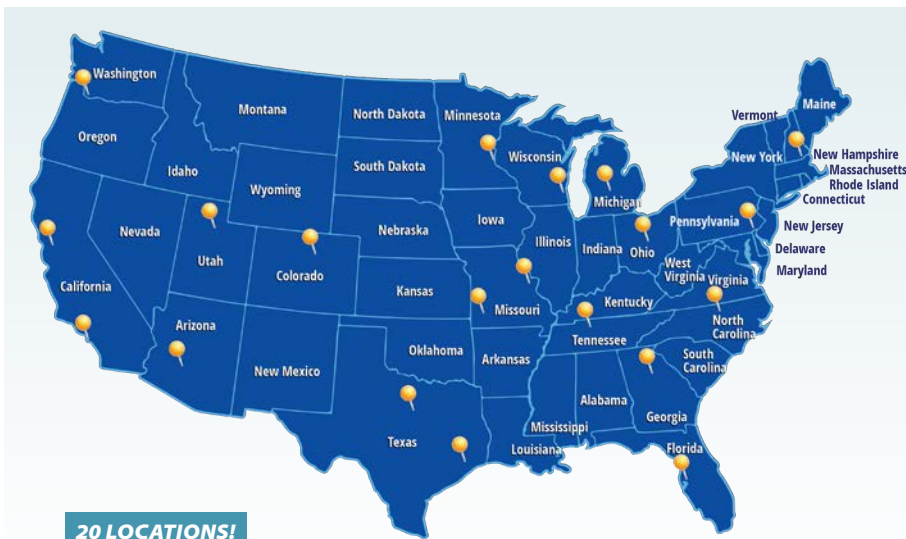 Washington
Montana
North Dakota
Minnesota
Maine
Vermont
Oregon
Idaho
South Dakota
Wisconsin
New York
New Hampshire
Massachusetts
Rhode Island
Connecticut
Wyoming
Michigan
Nevada
Nebraska
Iowa
Pennsylvania
New Jersey
Utah
Colorado
Illinois
Indiana
Ohio
Delaware
California
Kansas
West
Virginia
Virginia
Maryland
Missouri
Kentucky
Arizona
North
Carolina
Oklahoma
Arkansas
Tennessee
South
Carolina
New Mexico
Alabama
Georgia
Texas
Mississippi
Louisiana
Florida
20 LOCATIONS!